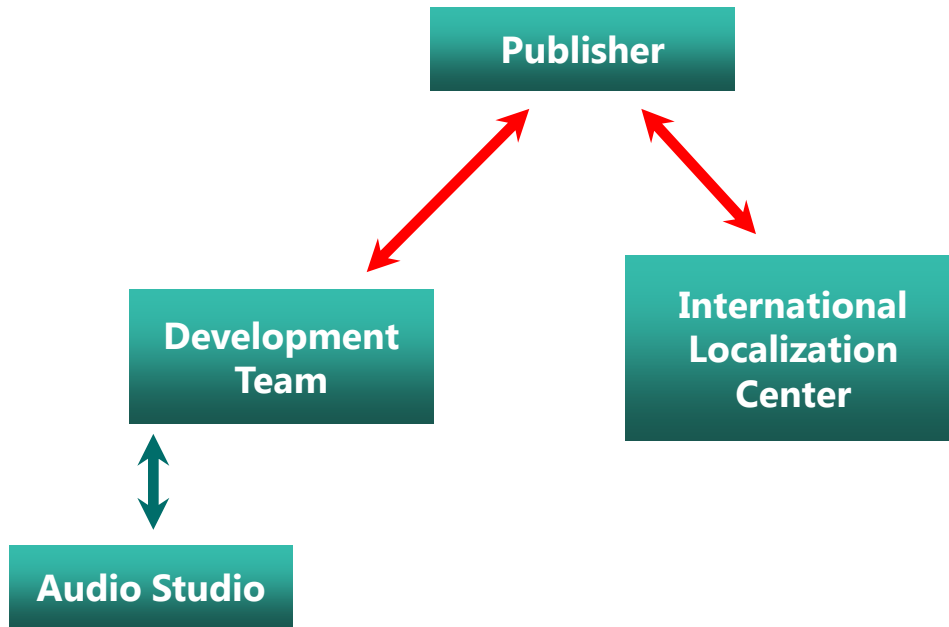 Publisher
Development
Team
International
Localization
Center
Audio Studio